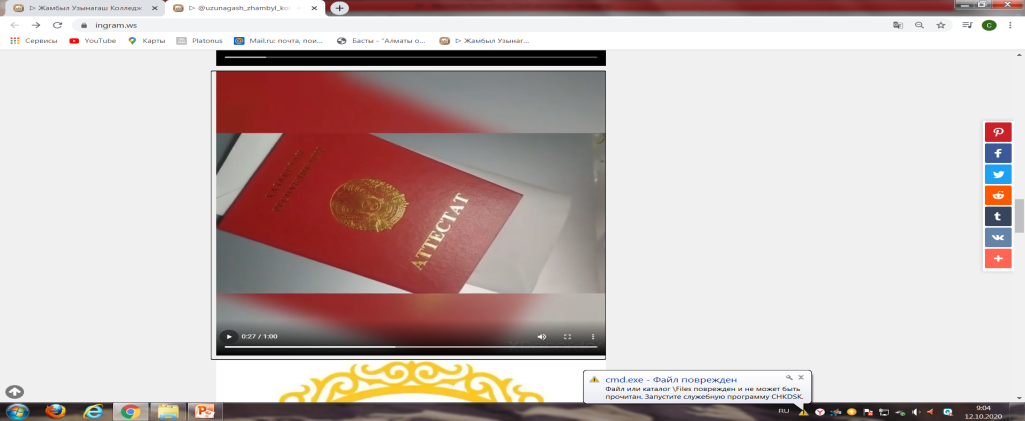 ▷ Жамбыл Узынағаш Колледж
▷ @uzunagash_zhambyl_kol
ingram.ws
Сервисы
YouTube
Карты
Platonus
Mail.ru: почта, пои...
Басты - "Алматы о...
▷ Жамбыл Узынағ...
АТТЕСТАТ
0:27 / 1:00
cmd.exe - Файл поврежден
Файл или каталог \Files поврежден и не может быть
прочитан. Запустите служебную программу CHKDSK.
RU
9:04
12.10.2020